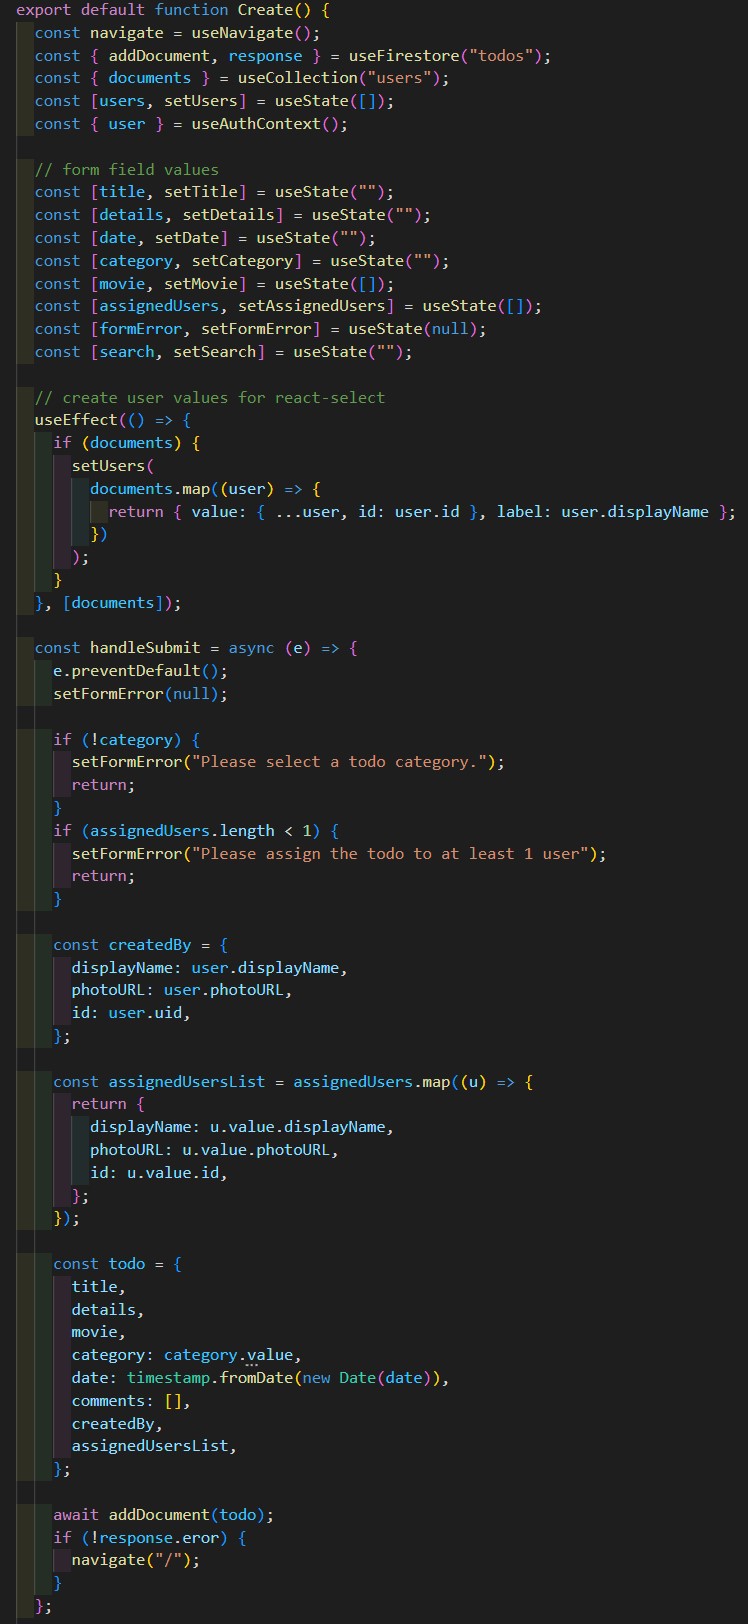 export default function Create() {
  const navigate = useNavigate();
  const { addDocument, response } = useFirestore("todos");
  const { documents } = useCollection("users");
  const [users, setUsers] = useState([]);
  const { user } = useAuthContext();

  // form field values
  const [title, setTitle] = useState("");
  const [details, setDetails] = useState("");
  const [date, setDate] = useState("");
  const [category, setCategory] = useState("");
  const [movie, setMovie] = useState([]);
  const [assignedUsers, setAssignedUsers] = useState([]);
  const [formError, setFormError] = useState(null);
  const [search, setSearch] = useState("");

  // create user values for react-select
  useEffect(() => {
    if (documents) {
      setUsers(
        documents.map((user) => {
          return { value: { ...user, id: user.id }, label: user.displayName };
        })
      );
    }
  }, [documents]);

  const handleSubmit = async (e) => {
    e.preventDefault();
    setFormError(null);

    if (!category) {
      setFormError("Please select a todo category.");
      return;
    }
    if (assignedUsers.length < 1) {
      setFormError("Please assign the todo to at least 1 user");
      return;
    }

    const createdBy = {
      displayName: user.displayName,
      photoURL: user.photoURL,
      id: user.uid,
    };

    const assignedUsersList = assignedUsers.map((u) => {
      return {
        displayName: u.value.displayName,
        photoURL: u.value.photoURL,
        id: u.value.id,
      };
    });

    const todo = {
      title,
      details,
      movie,
      category: category.value,
      date: timestamp.fromDate(new Date(date)),
      comments: [],
      createdBy,
      assignedUsersList,
    };

    await addDocument(todo);
    if (!response.eror) {
      navigate("/");
    }
  };